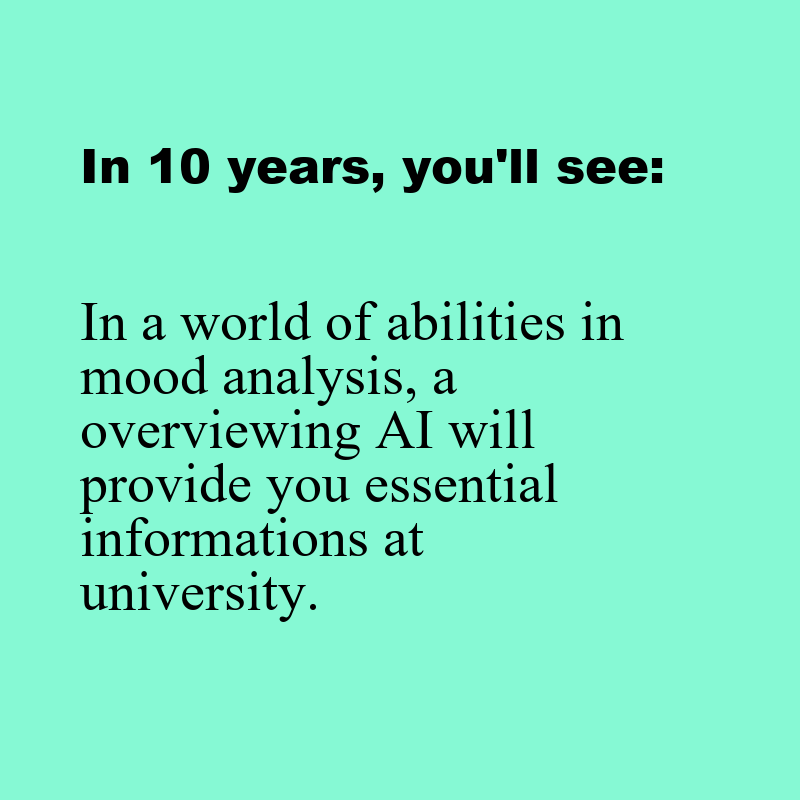 In 10 years, you'll see:
In a world of abilities in
mood analysis, a
overviewing AI will
provide you essential
informations at
university.